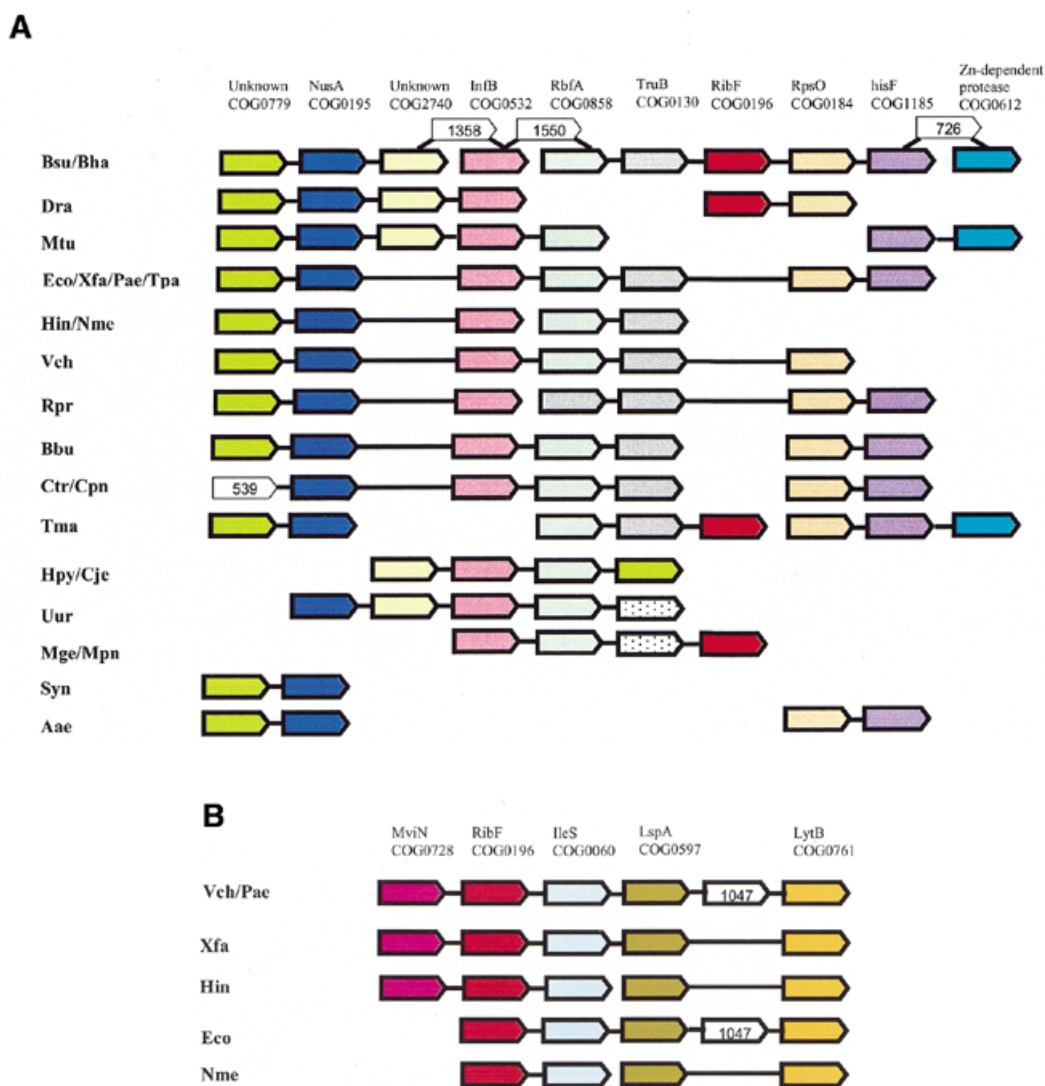 A
Unknown NusA Unknown InfB RbfA TruB RibF RpsO hisF Zn-dependent protease
COG0779 COG0195 COG2740 COG0532 COG0858 COG0130 COG0196 COG0184 COG1185 COG0612
1358 1550 726
Bsu/Bha
Dra
Mtu
Eco/Xfa/Pae/Tpa
Hin/Nme
Vch
Rpr
Bbu
Ctr/Cpn 539
Tma
Hpy/Cje
Uur
Mge/Mpn
Syn
Aae
B
MviN RibF IleS LspA LytB
COG0728 COG0196 COG0060 COG0597 COG0761
Vch/Pae 1047
Xfa
Hin
Eco 1047
Nme